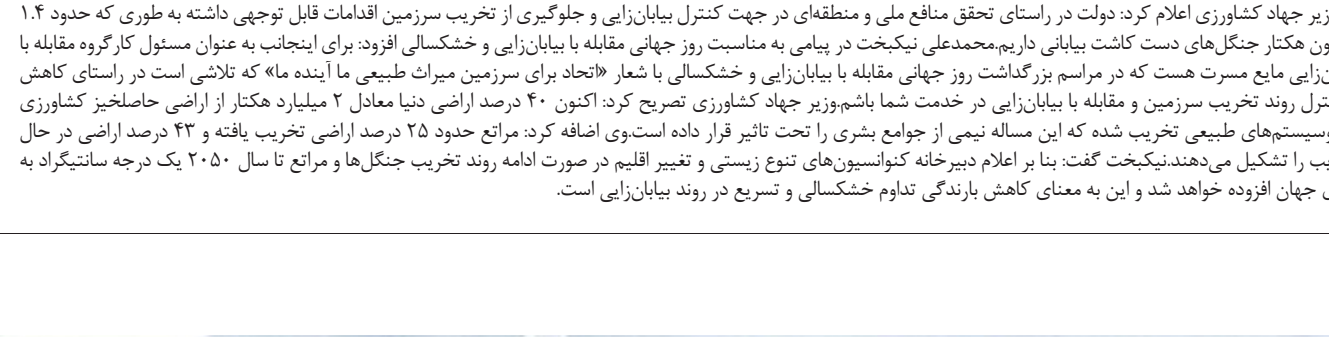 زیر جهاد کشاورزی اعلام کرد: دولت در راستای تحقق منافع ملی و منطقه‌ای در جهت کنترل بیابان‌زایی و جلوگیری از تخریب سرزمین اقدامات قابل توجهی داشته به طوری که حدود ۱.۴
ون هکتار جنگل‌های دست کاشت بیابانی داریم.محمدعلی نیکبخت در پیامی به مناسبت روز جهانی مقابله با بیابان‌زایی و خشکسالی افزود: برای اینجانب به عنوان مسئول کارگروه مقابله با
ن‌زایی مایع مسرت هست که در مراسم بزرگداشت روز جهانی مقابله با بیابان‌زایی و خشکسالی با شعار «اتحاد برای سرزمین میراث طبیعی ما آینده ما» که تلاشی است در راستای کاهش
ترل روند تخریب سرزمین و مقابله با بیابان‌زایی در خدمت شما باشم.وزیر جهاد کشاورزی تصریح کرد: اکنون ۴۰ درصد اراضی دنیا معادل ۲ میلیارد هکتار از اراضی حاصلخیز کشاورزی
وسیستم‌های طبیعی تخریب شده که این مساله نیمی از جوامع بشری را تحت تاثیر قرار داده است.وی اضافه کرد: مراتع حدود ۲۵ درصد اراضی تخریب یافته و ۴۳ درصد اراضی در حال
یب را تشکیل می‌دهند.نیکبخت گفت: بنا بر اعلام دبیرخانه کنوانسیون‌های تنوع زیستی و تغییر اقلیم در صورت ادامه روند تخریب جنگل‌ها و مراتع تا سال ۲۰۵۰ یک درجه سانتیگراد به
ی جهان افزوده خواهد شد و این به معنای کاهش بارندگی تداوم خشکسالی و تسریع در روند بیابان‌زایی است.